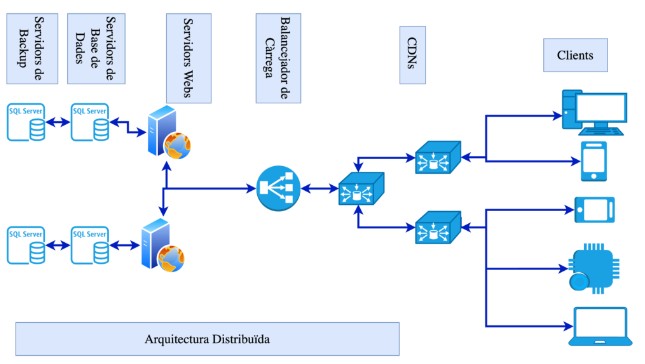 Servidors de
Backup
Servidors de
Base de
Dades
Servidors Webs
Balancejador de
Càrrega
CDNs
Clients
SQL Server
SQL Server
SQL Server
SQL Server
Arquitectura Distribuïda